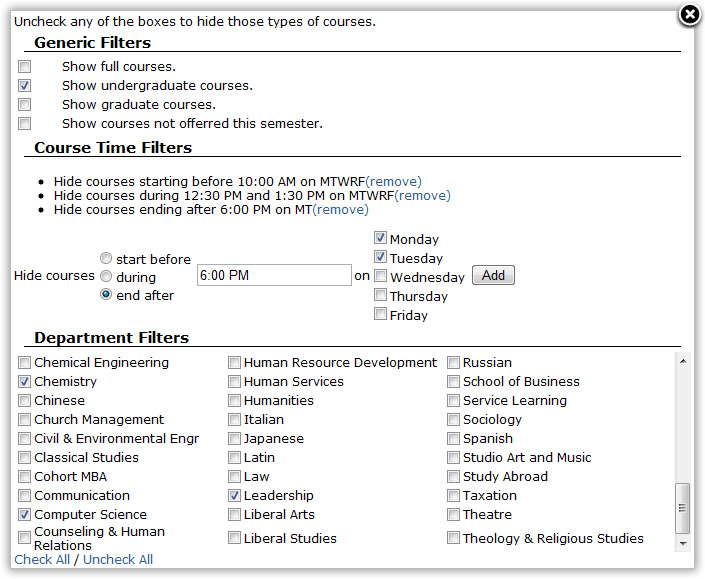 Uncheck any of the boxes to hide those types of courses.
Generic Filters
Show full courses.
Show undergraduate courses.
Show graduate courses.
Show courses not offerred this semester.
Course Time Filters
Hide courses starting before 10:00 AM on MTWRF(remove)
Hide courses during 12:30 PM and 1:30 PM on MTWRF(remove)
Hide courses ending after 6:00 PM on MT(remove)
Hide courses
start before
during
end after
6:00 PM
on
Monday
Tuesday
Wednesday
Thursday
Friday
Add
Department Filters
Chemical Engineering Human Resource Development Russian
Chemistry Human Services School of Business
Chinese Humanities Service Learning
Church Management Italian Sociology
Civil & Environmental Engr Japanese Spanish
Classical Studies Latin Studio Art and Music
Cohort MBA Law Study Abroad
Communication Leadership Taxation
Computer Science Liberal Arts Theatre
Counseling & Human
Relations Liberal Studies Theology & Religious Studies
Check All / Uncheck All